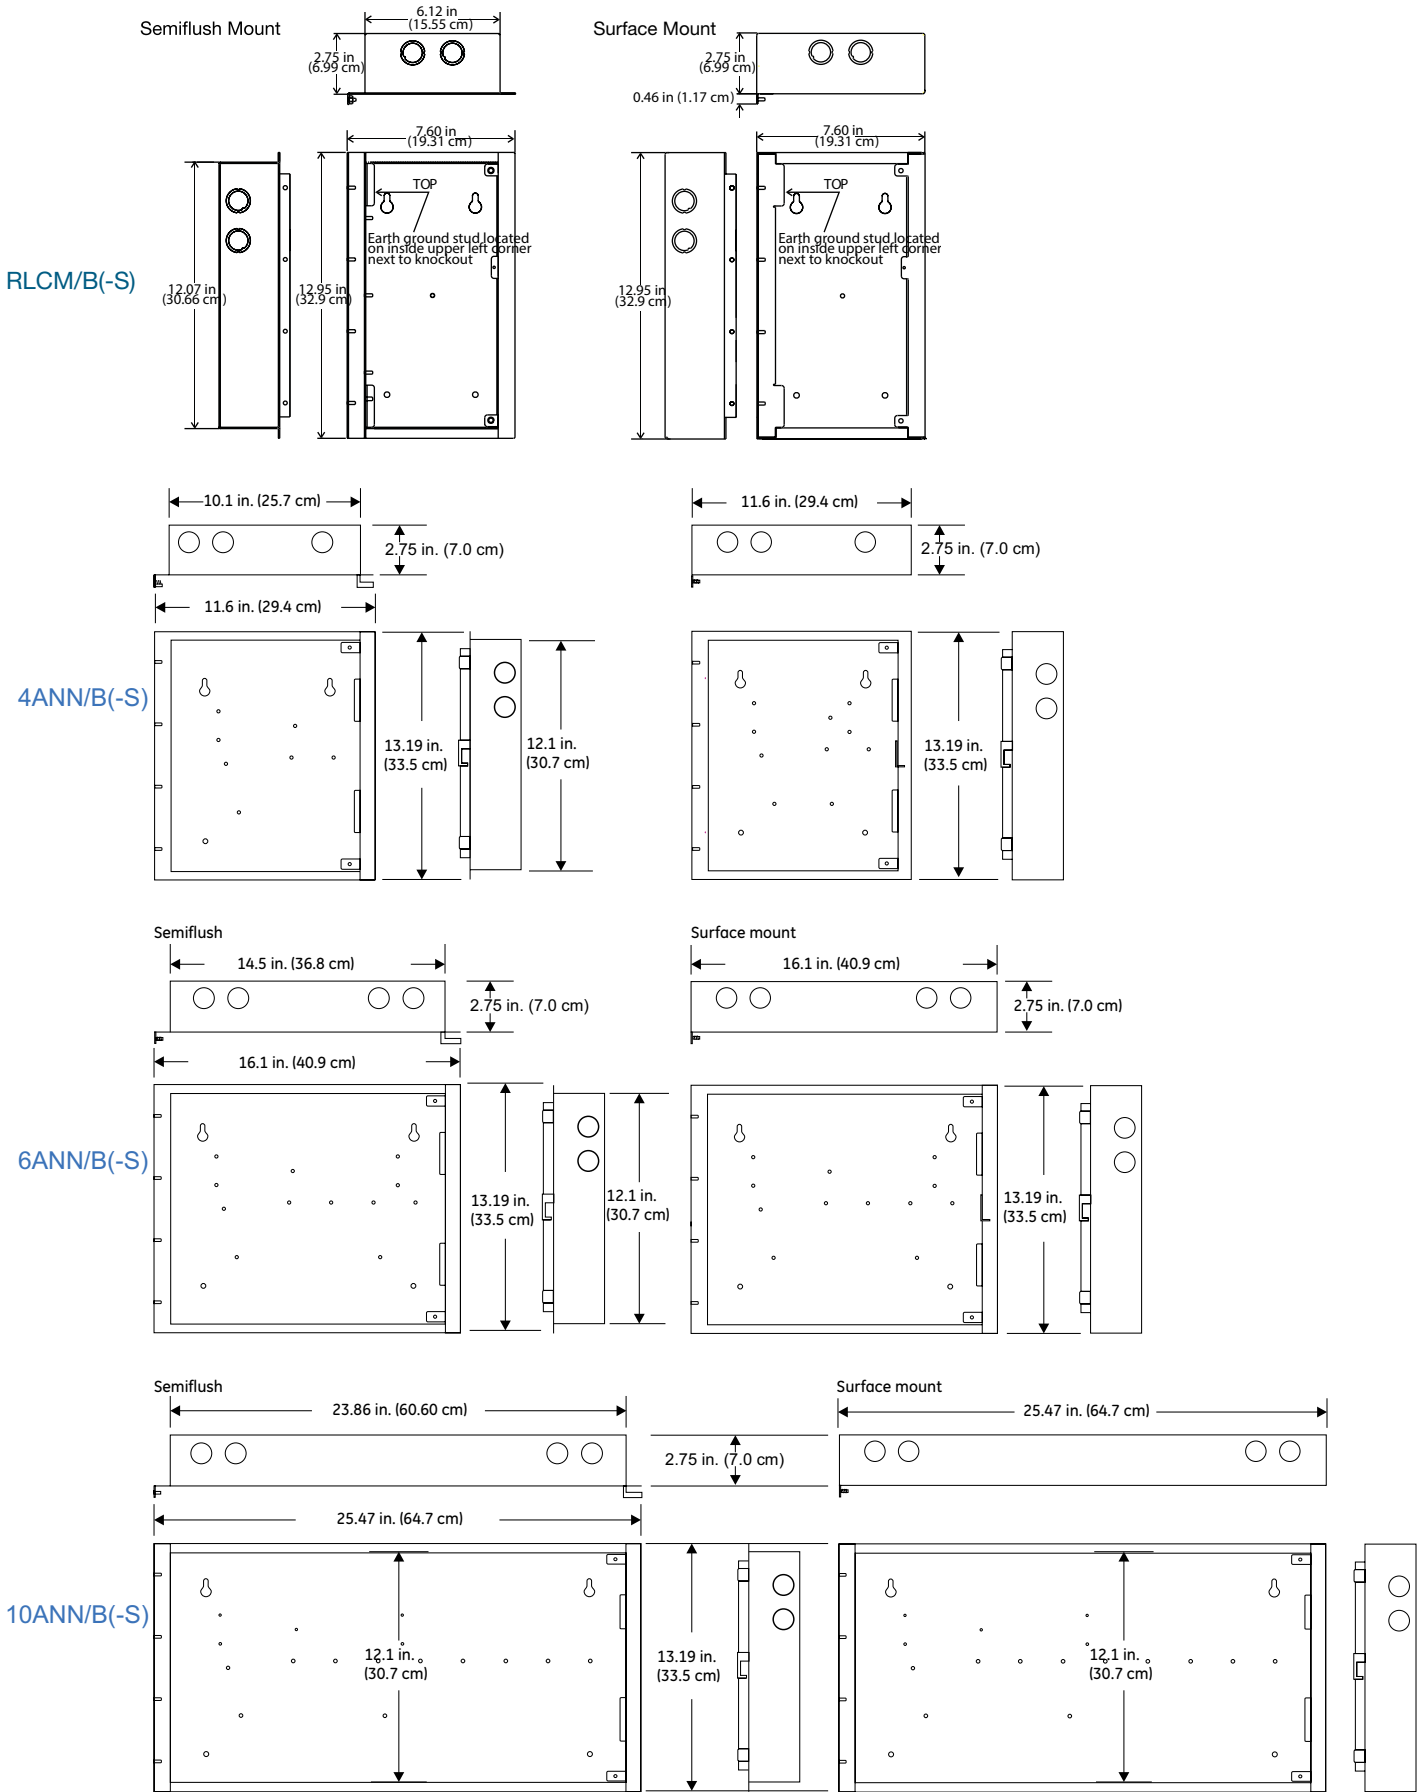 Semiflush Mount
6.12 in
(15.55 cm)
2.75 in
(6.99 cm)
Surface Mount
2.75 in
(6.99 cm)
0.46 in (1.17 cm)
RLCM/B(-S)
12.07 in
(30.66 cm)
7.60 in
(19.31 cm)
12.95 in
(32.9 cm)
TOP
Earth ground stud located
on inside upper left corner
next to knockout
12.95 in
(32.9 cm)
7.60 in
(19.31 cm)
TOP
Earth ground stud located
on inside upper left corner
next to knockout
4ANN/B(-S)
10.1 in. (25.7 cm)
2.75 in. (7.0 cm)
11.6 in. (29.4 cm)
13.19 in.
(33.5 cm)
12.1 in.
(30.7 cm)
11.6 in. (29.4 cm)
2.75 in. (7.0 cm)
13.19 in.
(33.5 cm)
6ANN/B(-S)
Semiflush
14.5 in. (36.8 cm)
2.75 in. (7.0 cm)
16.1 in. (40.9 cm)
13.19 in.
(33.5 cm)
12.1 in.
(30.7 cm)
Surface mount
16.1 in. (40.9 cm)
2.75 in. (7.0 cm)
13.19 in.
(33.5 cm)
10ANN/B(-S)
Semiflush
23.86 in. (60.60 cm)
2.75 in. (7.0 cm)
25.47 in. (64.7 cm)
12.1 in.
(30.7 cm)
13.19 in.
(33.5 cm)
Surface mount
25.47 in. (64.7 cm)
12.1 in.
(30.7 cm)